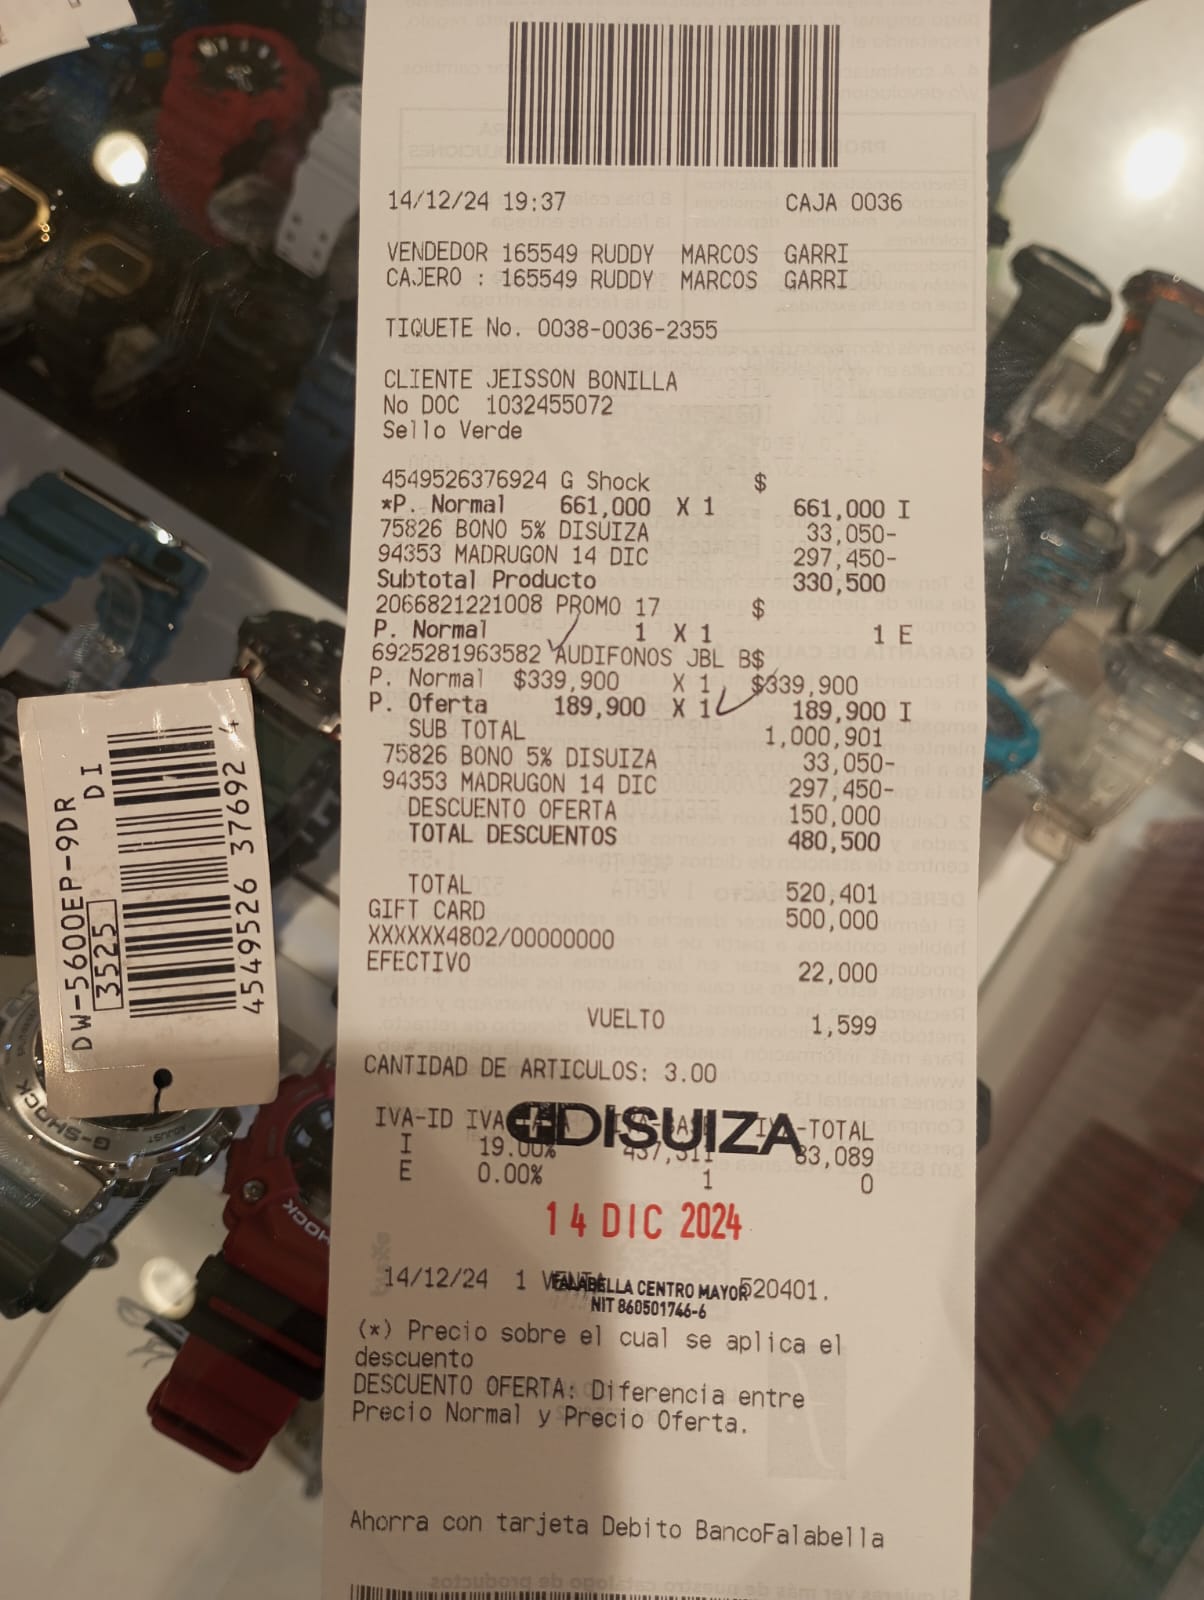 14/12/24 19:37 CAJA 0036
VENDEDOR 165549 RUDDY MARCOS GARRI
CAJERO : 165549 RUDDY MARCOS GARRI
TIQUETE No. 0038-0036-2355
CLIENTE JEISSON BONILLA
No DOC 1032455072
Sello Verde
4549526376924 G Shock $
*P. Normal 661,000 X 1 661,000 I
75826 BONO 5% DISUIZA 33,050-
94353 MADRUGON 14 DIC 297,450-
Subtotal Producto 330,500
2066821221008 PROMO 17 $
P. Normal 1 X 1 1 E
6925281963582 AUDIFONOS JBL B$
P. Normal $339,900 X 1 $339,900
P. Oferta 189,900 X 1 189,900 I
SUB TOTAL 1,000,901
75826 BONO 5% DISUIZA 33,050-
94353 MADRUGON 14 DIC 297,450-
DESCUENTO OFERTA 150,000
TOTAL DESCUENTOS 480,500
TOTAL 520,401
GIFT CARD 500,000
XXXXXX4802/00000000
EFECTIVO 22,000
VUELTO 1,599
CANTIDAD DE ARTICULOS: 3.00
IVA-ID IVA-TOTAL
DISUIZA
I 19.00% 437,311 83,089
E 0.00% 1 0
14 DIC 2024
14/12/24 1 VENTA 520401.
FALABELLA CENTRO MAYOR
NIT 860501746-6
(*) Precio sobre el cual se aplica el
descuento
DESCUENTO OFERTA: Diferencia entre
Precio Normal y Precio Oferta.
Ahorra con tarjeta Debito BancoFalabella
DW-5600EP-9DR
3525 DI
4549526 37692 4
G-SHOCK
ADJUST